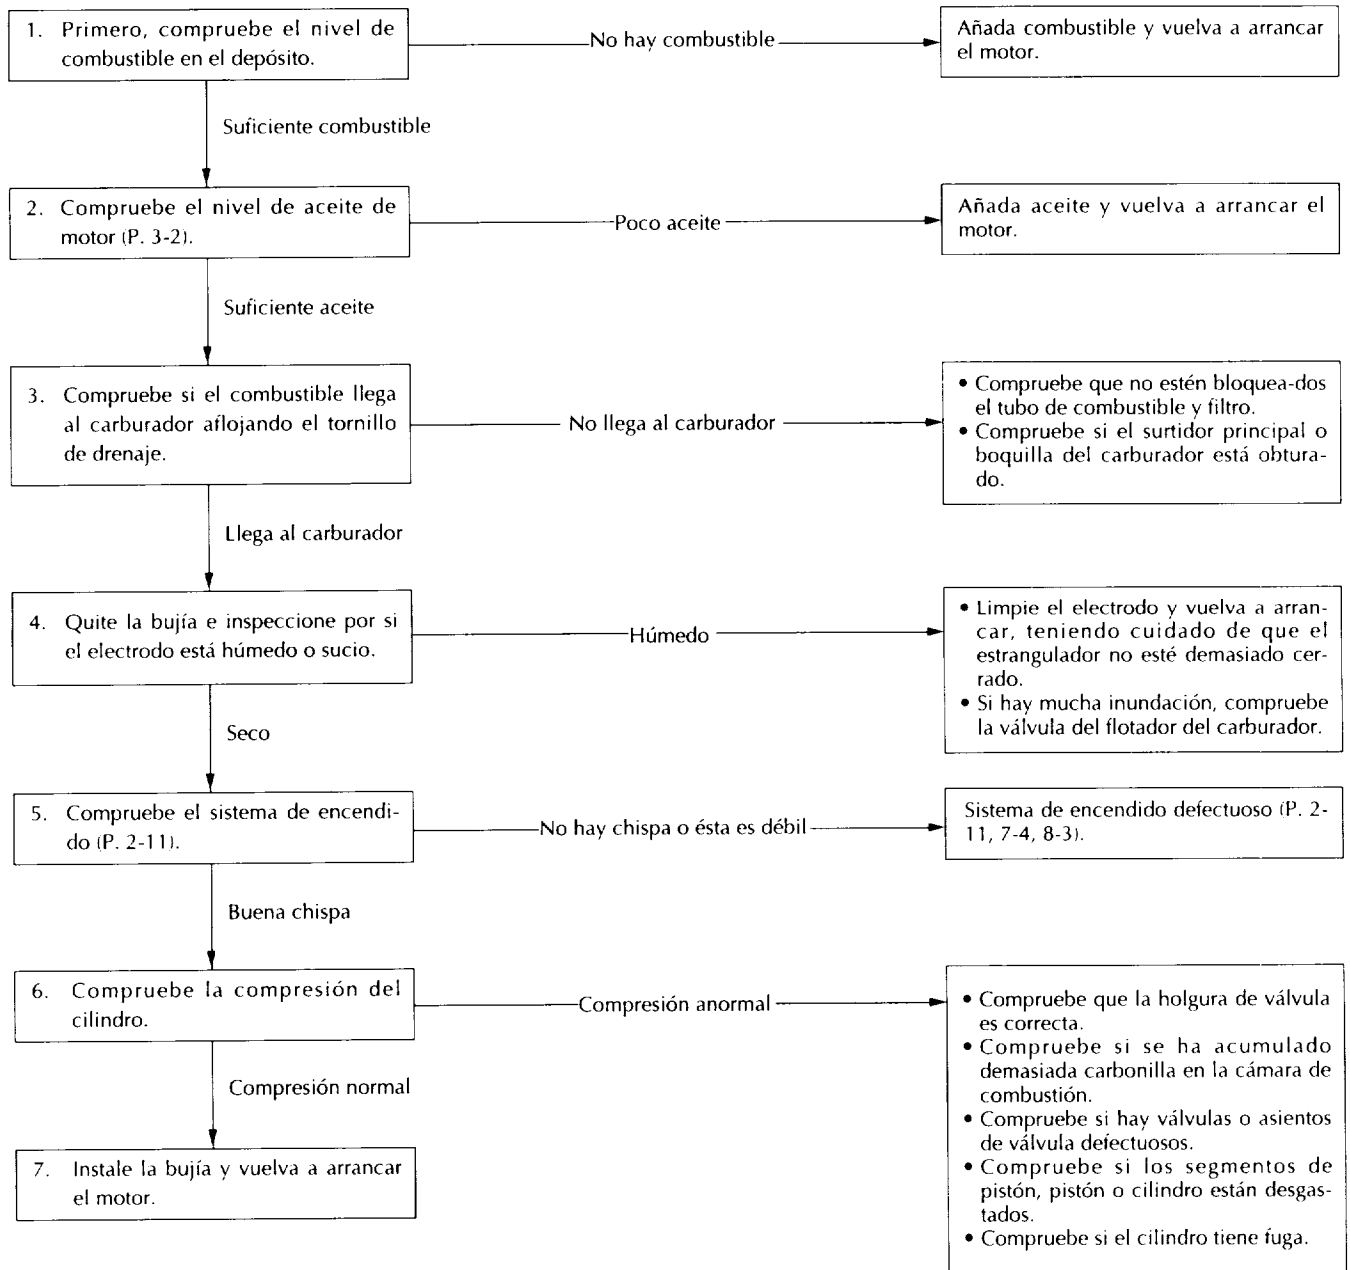 1. Primero, compruebe el nivel de
combustible en el depósito.
No hay combustible
Añada combustible y vuelva a arrancar
el motor.
Suficiente combustible
2. Compruebe el nivel de aceite de
motor (P. 3-2).
Poco aceite
Añada aceite y vuelva a arrancar el
motor.
Suficiente aceite
3. Compruebe si el combustible llega
al carburador aflojando el tornillo
de drenaje.
No llega al carburador
• Compruebe que no estén bloquea-dos
el tubo de combustible y filtro.
• Compruebe si el surtidor principal o
boquilla del carburador está obtura-
do.
Llega al carburador
4. Quite la bujía e inspeccione por si
el electrodo está húmedo o sucio.
Húmedo
• Limpie el electrodo y vuelva a arran-
car, teniendo cuidado de que el
estrangulador no esté demasiado cer-
rado.
• Si hay mucha inundación, compruebe
la válvula del flotador del carburador.
Seco
5. Compruebe el sistema de encendi-
do (P. 2-11).
No hay chispa o ésta es débil
Sistema de encendido defectuoso (P. 2-
11, 7-4, 8-3).
Buena chispa
6. Compruebe la compresión del
cilindro.
Compresión anormal
• Compruebe que la holgura de válvula
es correcta.
• Compruebe si se ha acumulado
demasiada carbonilla en la cámara de
combustión.
• Compruebe si hay válvulas o asientos
de válvula defectuosos.
• Compruebe si los segmentos de
pistón, pistón o cilindro están desgas-
tados.
• Compruebe si el cilindro tiene fuga.
Compresión normal
7. Instale la bujía y vuelva a arrancar
el motor.